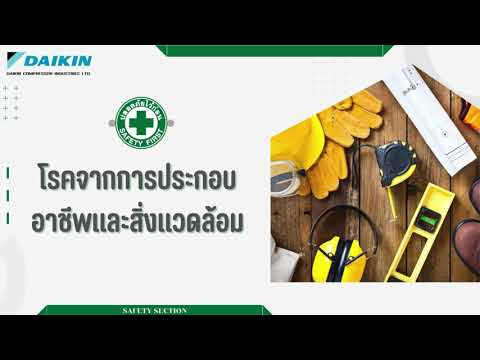 DAIKIN
DAIKIN COMPRESSOR INDUSTRIES LTD.
ปลอดภัยไว้ก่อน
SAFETY FIRST
โรคจากการประกอบ
อาชีพและสิ่งแวดล้อม
SAFETY SECTION